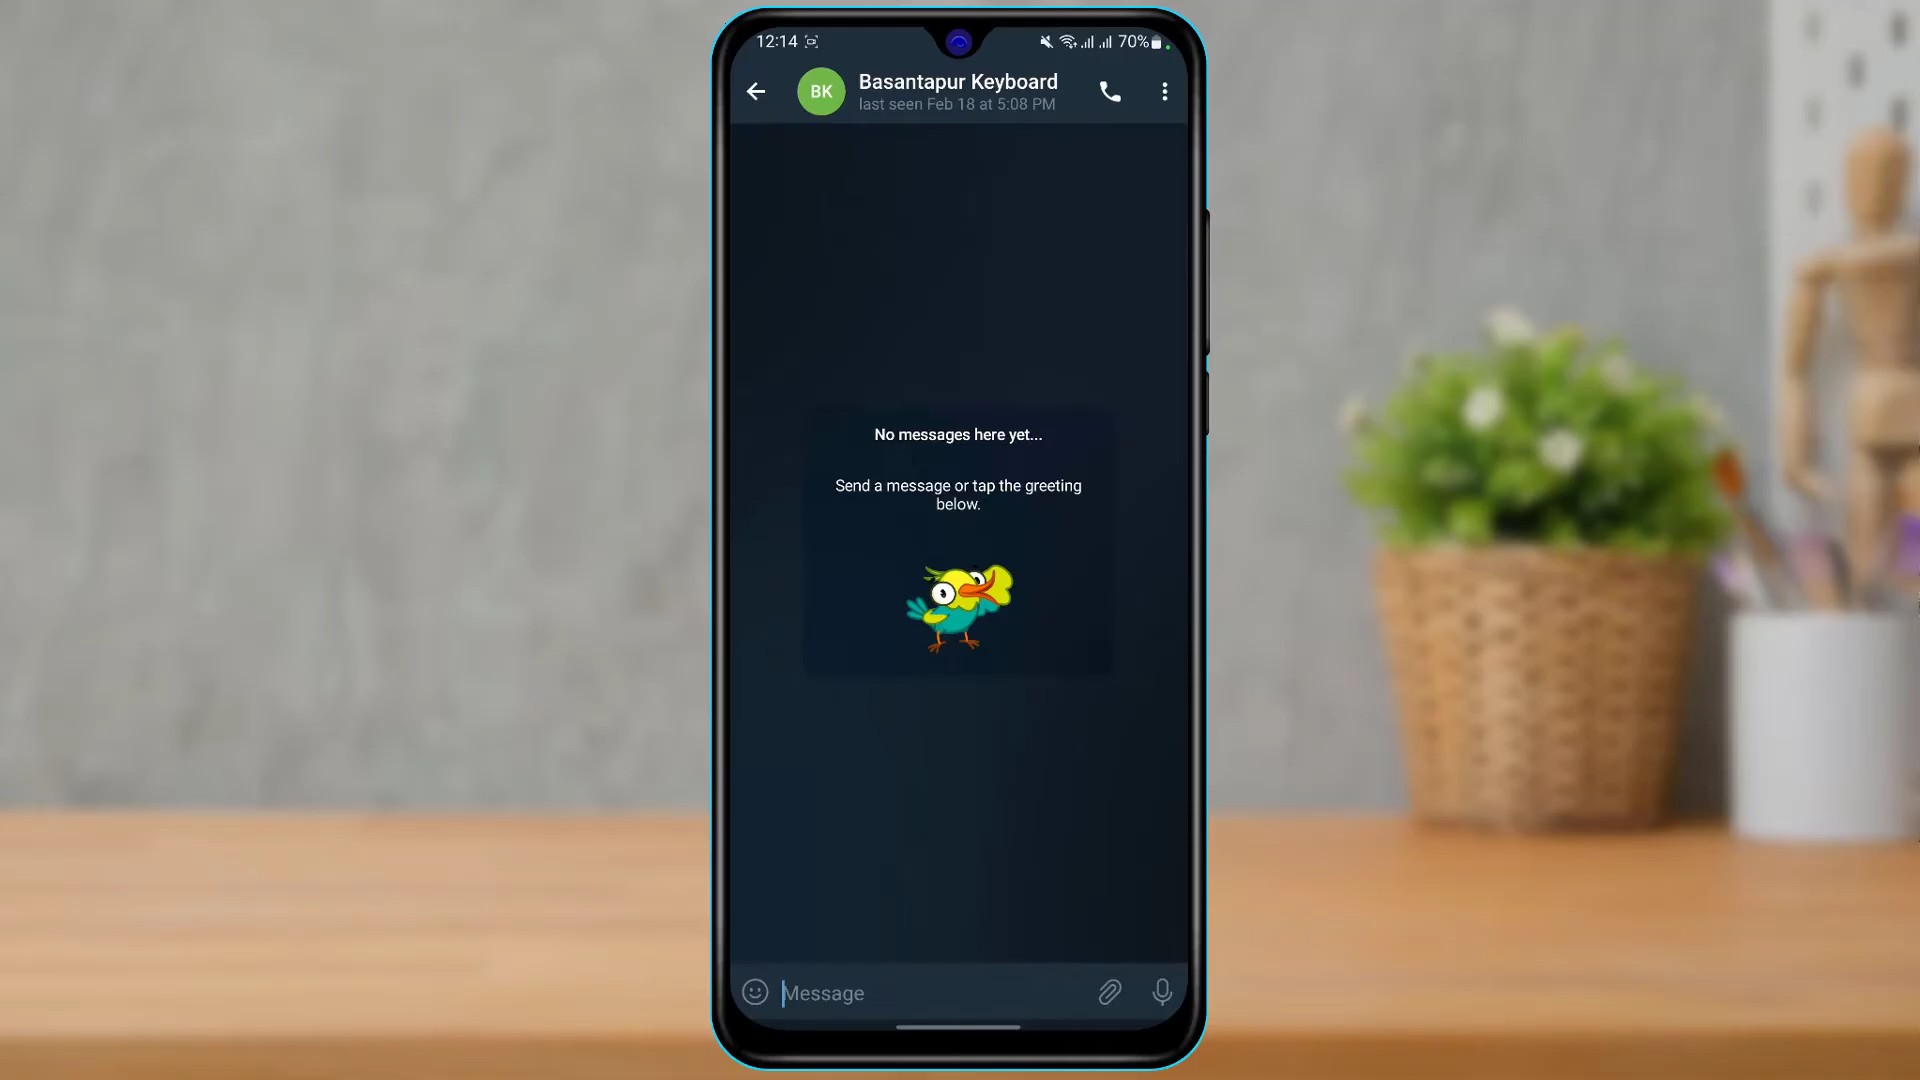 12:14
70%
BK
Basantapur Keyboard
last seen Feb 18 at 5:08 PM
No messages here yet...
Send a message or tap the greeting
below.
Message